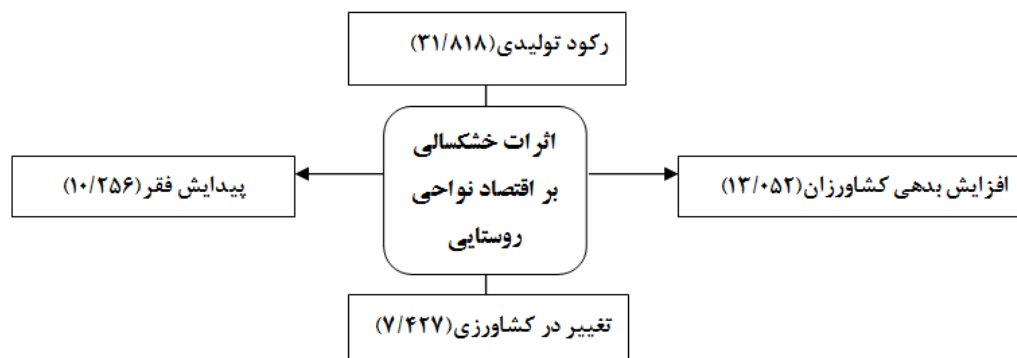 رکود تولیدی(۳۱/۸۱۸)
اثرات خشکسالی
بر اقتصاد نواحی
روستایی
افزایش بدهی کشاورزان(۱۳/۰۵۲)
پیدایش فقر(۱۰/۲۵۶)
تغییر در کشاورزی(۷/۴۲۷)